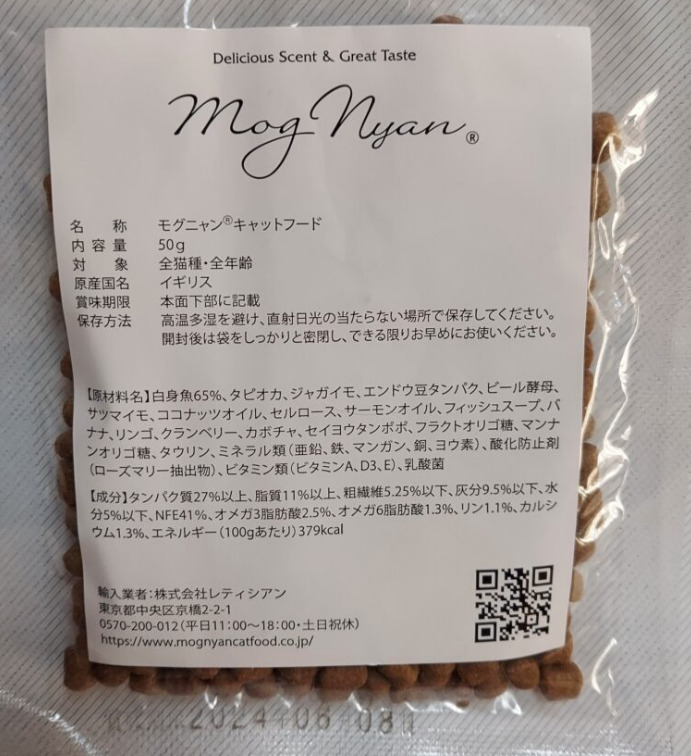 Delicious Scent & Great Taste
Mog Nyan®
名　　称　モグニャン®キャットフード
内 容 量　50g
対　　象　全猫種・全年齢
原産国名　イギリス
賞味期限　本面下部に記載
保存方法　高温多湿を避け、直射日光の当たらない場所で保存してください。
開封後は袋をしっかりと密閉し、できる限りお早めにお使いください。
【原材料名】白身魚65%、タピオカ、ジャガイモ、エンドウ豆タンパク、ビール酵母、
サツマイモ、ココナッツオイル、セルロース、サーモンオイル、フィッシュスープ、バ
ナナ、リンゴ、クランベリー、カボチャ、セイヨウタンポポ、フラクトオリゴ糖、マンナ
ンオリゴ糖、タウリン、ミネラル類（亜鉛、鉄、マンガン、銅、ヨウ素）、酸化防止剤
（ローズマリー抽出物）、ビタミン類（ビタミンA、D3、E）、乳酸菌
【成分】タンパク質27%以上、脂質11%以上、粗繊維5.25%以下、灰分9.5%以下、水
分5%以下、NFE41%、オメガ3脂肪酸2.5%、オメガ6脂肪酸1.3%、リン1.1%、カルシ
ウム1.3%、エネルギー（100gあたり）379kcal
輸入業者：株式会社レティシアン
東京都中央区京橋2-2-1
0570-200-012（平日11：00〜18：00・土日祝休）
https://www.mognyancatfood.co.jp/
2024 06 08